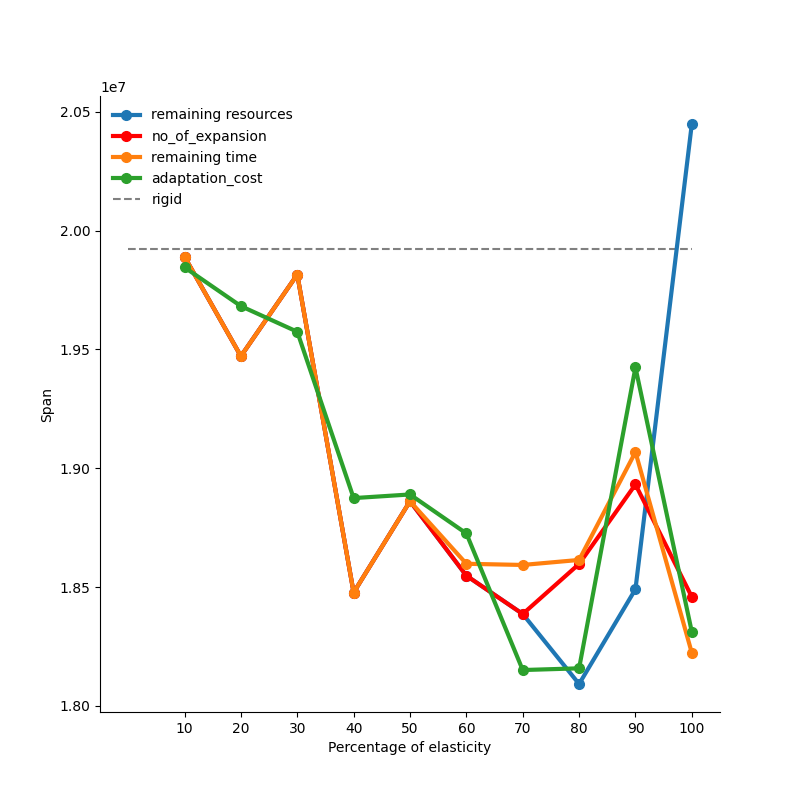 1e7
2.05
2.00
1.95
1.90
1.85
1.80
Span
remaining resources
no_of_expansion
remaining time
adaptation_cost
rigid
10 20 30 40 50 60 70 80 90 100
Percentage of elasticity